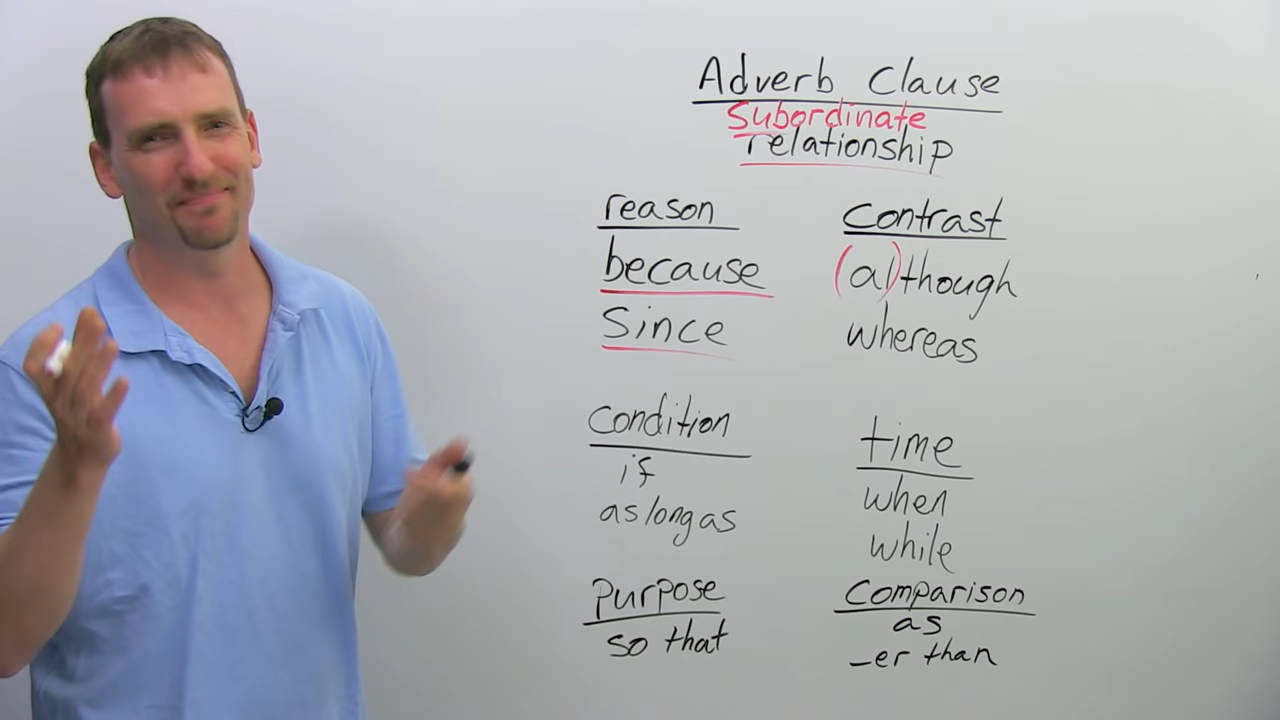 Adverb Clause
Subordinate
relationship
reason
because
Since
Contrast
(al)though
whereas
condition
if
as long as
time
when
while
purpose
so that
Comparison
as
-er than